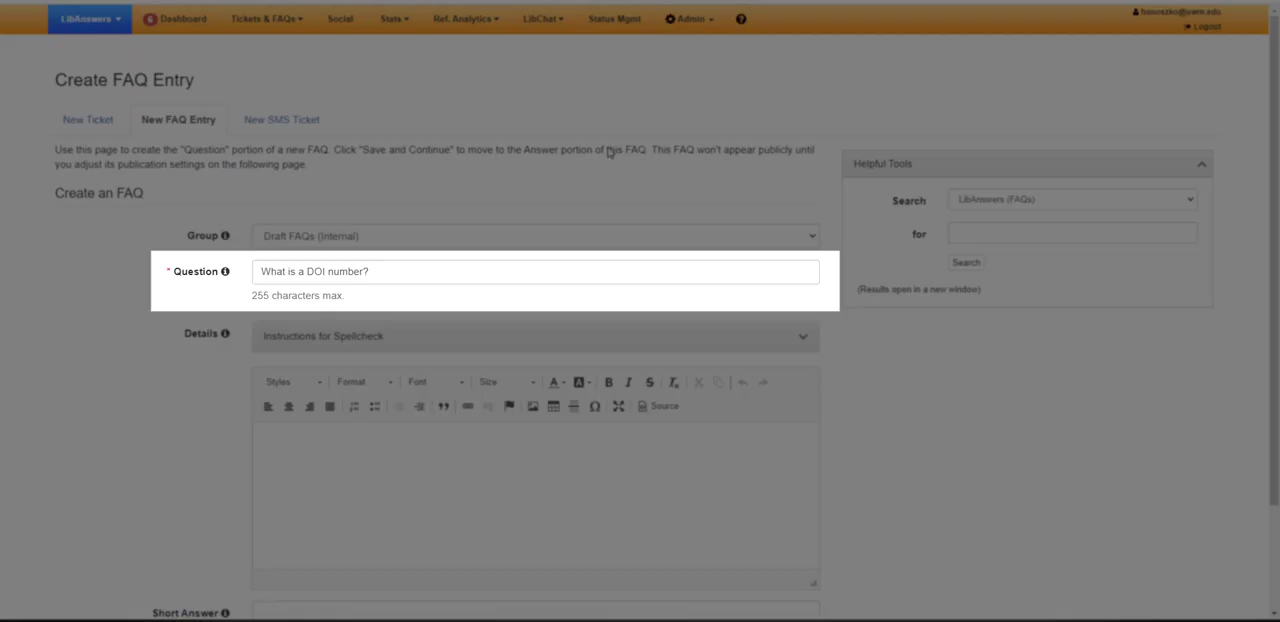 LibAnswers
6 Dashboard
Tickets & FAQs
Social
Stats
Ref. Analytics
LibChat
Status Mgmt
Admin
Logout
Create FAQ Entry
New Ticket
New FAQ Entry
New SMS Ticket
Use this page to create the "Question" portion of a new FAQ. Click "Save and Continue" to move to the Answer portion of this FAQ. This FAQ won't appear publicly until
you adjust its publication settings on the following page.
Create an FAQ
Group
Draft FAQs (Internal)
* Question
What is a DOI number?
255 characters max.
Details
Instructions for Spellcheck
Styles
Format
Font
Size
Source
Short Answer
Helpful Tools
Search
LibAnswers (FAQs)
for
Search
(Results open in a new window)